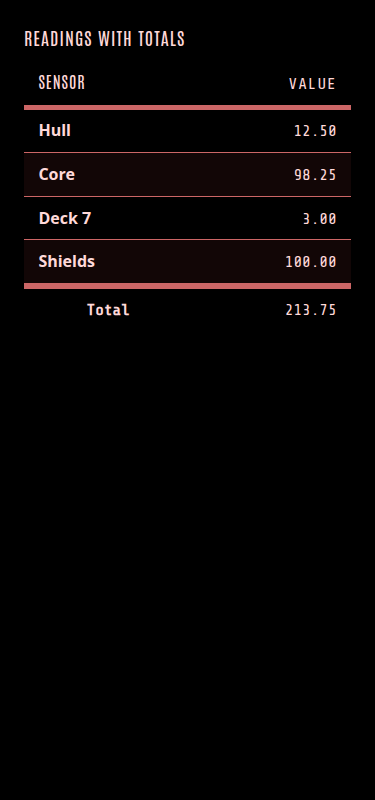 READINGS WITH TOTALS
SENSOR VALUE
Hull 12.50
Core 98.25
Deck 7 3.00
Shields 100.00
Total 213.75